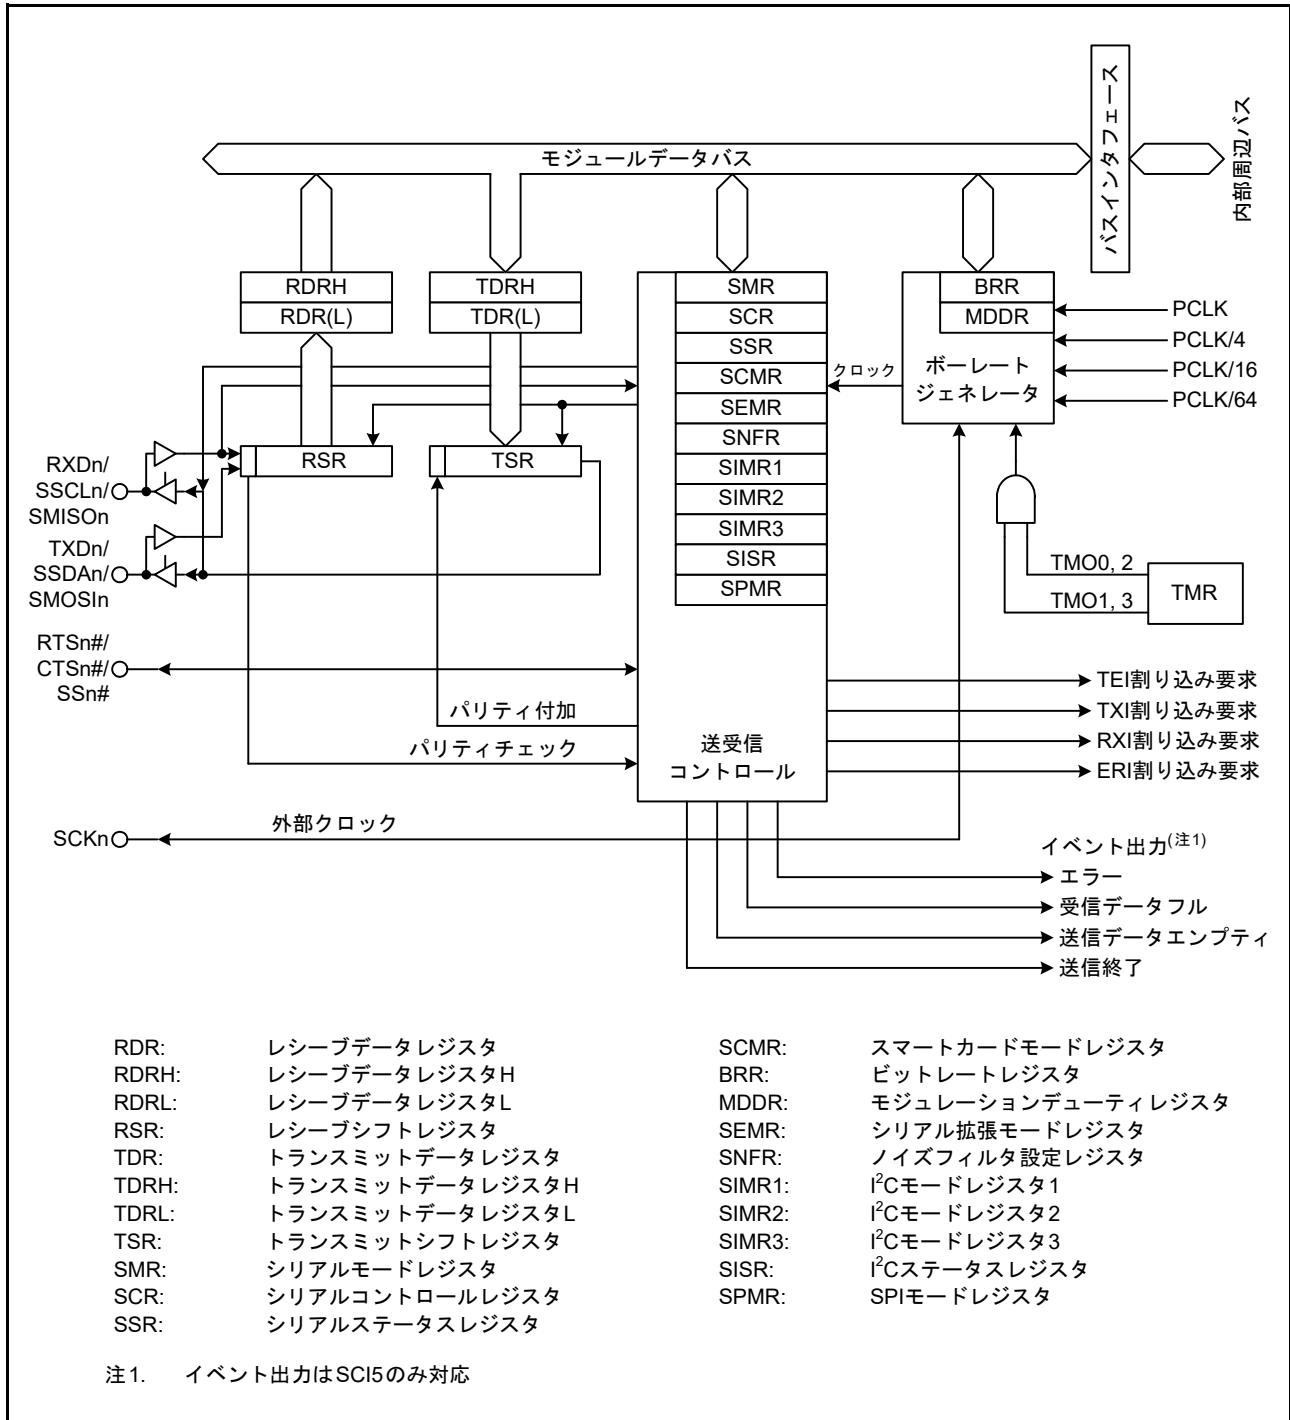 モジュールデータバス
バスインタフェース
内部周辺バス
RDRH
RDR(L)
TDRH
TDR(L)
SMR
SCR
SSR
SCMR
SEMR
SNFR
SIMR1
SIMR2
SIMR3
SISR
SPMR
送受信
コントロール
クロック
BRR
MDDR
ボーレート
ジェネレータ
PCLK
PCLK/4
PCLK/16
PCLK/64
RSR
TSR
RXDn/
SSCLn/
SMISOn
TXDn/
SSDAn/
SMOSIn
RTSn#/
CTSn#/
SSn#
TMO0, 2
TMO1, 3
TMR
パリティ付加
パリティチェック
TEI割り込み要求
TXI割り込み要求
RXI割り込み要求
ERI割り込み要求
SCKn
外部クロック
イベント出力(注1)
エラー
受信データフル
送信データエンプティ
送信終了
RDR: レシーブデータレジスタ
RDRH: レシーブデータレジスタH
RDRL: レシーブデータレジスタL
RSR: レシーブシフトレジスタ
TDR: トランスミットデータレジスタ
TDRH: トランスミットデータレジスタH
TDRL: トランスミットデータレジスタL
TSR: トランスミットシフトレジスタ
SMR: シリアルモードレジスタ
SCR: シリアルコントロールレジスタ
SSR: シリアルステータスレジスタ
SCMR: スマートカードモードレジスタ
BRR: ビットレートレジスタ
MDDR: モジュレーションデューティレジスタ
SEMR: シリアル拡張モードレジスタ
SNFR: ノイズフィルタ設定レジスタ
SIMR1: I²Cモードレジスタ1
SIMR2: I²Cモードレジスタ2
SIMR3: I²Cモードレジスタ3
SISR: I²Cステータスレジスタ
SPMR: SPIモードレジスタ
注1. イベント出力はSCI5のみ対応